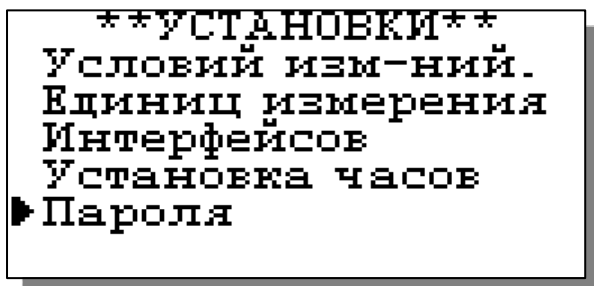 **УСТАНОВКИ**
Условий изм-ний.
Единиц измерения
Интерфейсов
Установка часов
Пароля